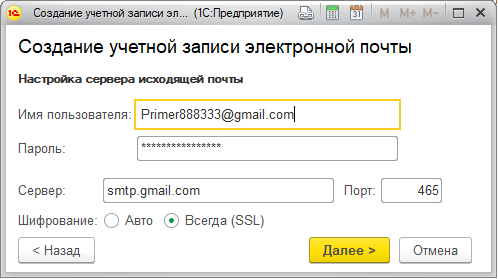 Создание учетной записи эл... (1С:Предприятие)
M M+ M-
Создание учетной записи электронной почты
Настройка сервера исходящей почты
Имя пользователя: Primer888333@gmail.com
Пароль: ****************
Сервер: smtp.gmail.com Порт: 465
Шифрование: Авто Всегда (SSL)
< Назад Далее > Отмена